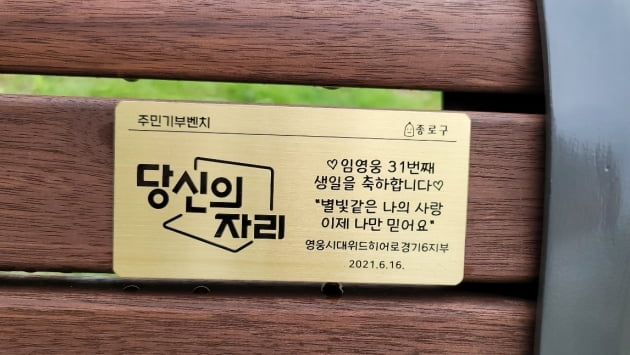 주민기부벤치
종로구
당신의
자리
♡임영웅 31번째
생일을 축하합니다♡
"별빛같은 나의 사랑
이제 나만 믿어요"
영웅시대위드히어로경기6지부
2021.6.16.